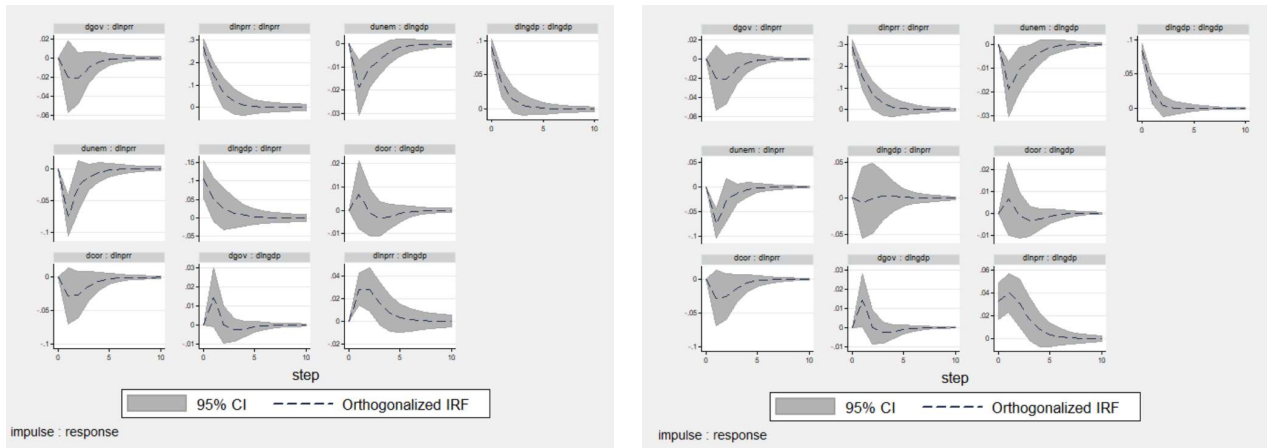 dgov : dlnprr
.02
0
-.02
-.04
-.06
dlnprr : dlnprr
.3
.2
.1
0
dunem : dlngdp
0
-.01
-.02
-.03
dlngdp : dlngdp
.1
.05
0
0 5 10
dunem : dlnprr
0
-.05
-.1
dlngdp : dlnprr
.15
.1
.05
0
-.05
dcor : dlngdp
.02
.01
0
-.01
dcor : dlnprr
0
-.05
-.1
0 5 10
dgov : dlngdp
.03
.02
.01
0
-.01
0 5 10
dlnprr : dlngdp
.04
.02
0
-.02
0 5 10
step
95% CI Orthogonalized IRF
impulse : response
dgov : dlnprr
.02
0
-.02
-.04
-.06
dlnprr : dlnprr
.3
.2
.1
0
dunem : dlngdp
0
-.01
-.02
-.03
dlngdp : dlngdp
.1
.05
0
0 5 10
dunem : dlnprr
.05
0
-.05
-.1
dlngdp : dlnprr
.05
0
.05
dcor : dlngdp
.02
.01
0
.01
dcor : dlnprr
0
-.05
-.1
0 5 10
dgov : dlngdp
.03
.02
.01
0
.01
0 5 10
dlnprr : dlngdp
.06
.04
.02
0
.02
0 5 10
step
95% CI Orthogonalized IRF
impulse : response